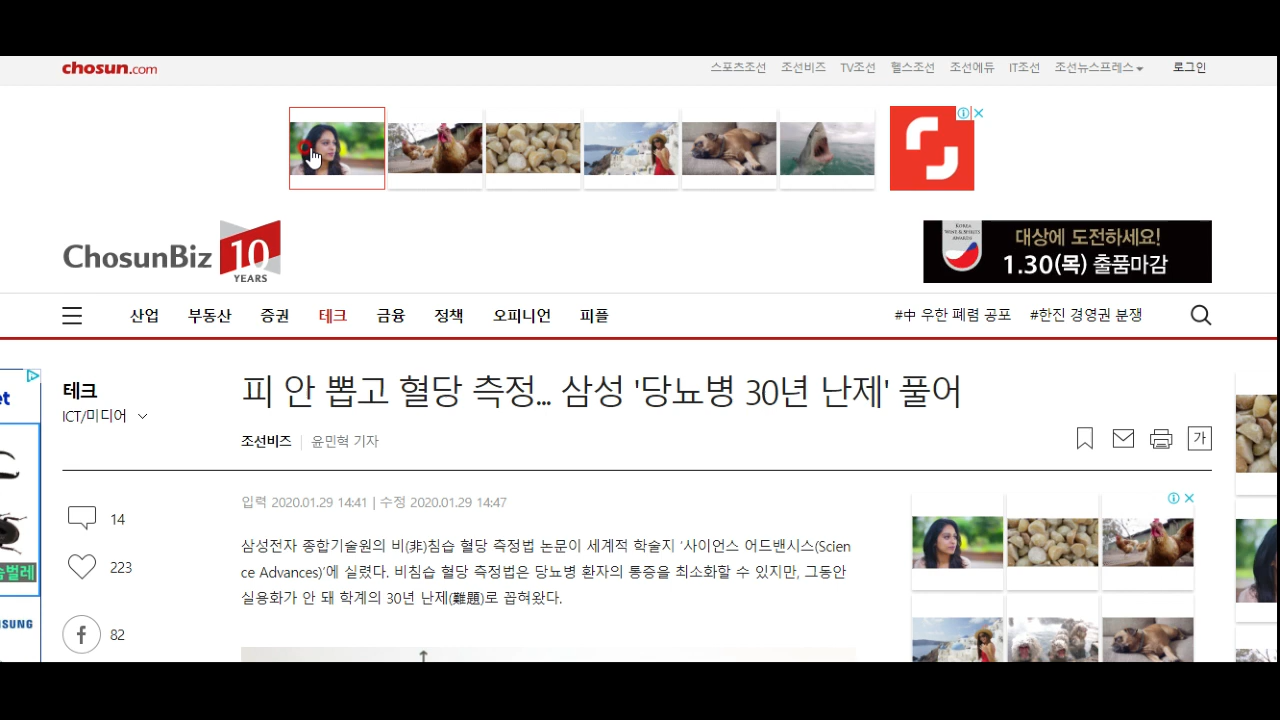 chosun.com
스포츠조선 조선비즈 TV조선 헬스조선 조선에듀 IT조선 조선뉴스프레스 로그인
ChosunBiz 10 YEARS
KOREA WINE & SPIRITS AWARDS
대상에 도전하세요!
1.30(목) 출품마감
산업 부동산 증권 테크 금융 정책 오피니언 피플 #中 우한 폐렴 공포 #한진 경영권 분쟁
테크
ICT/미디어
피 안 뽑고 혈당 측정... 삼성 '당뇨병 30년 난제' 풀어
조선비즈 | 윤민혁 기자
가
입력 2020.01.29 14:41 | 수정 2020.01.29 14:47
14
223
82
삼성전자 종합기술원의 비(非)침습 혈당 측정법 논문이 세계적 학술지 '사이언스 어드밴시스(Scien
ce Advances)'에 실렸다. 비침습 혈당 측정법은 당뇨병 환자의 통증을 최소화할 수 있지만, 그동안
실용화가 안 돼 학계의 30년 난제(難題)로 꼽혀왔다.